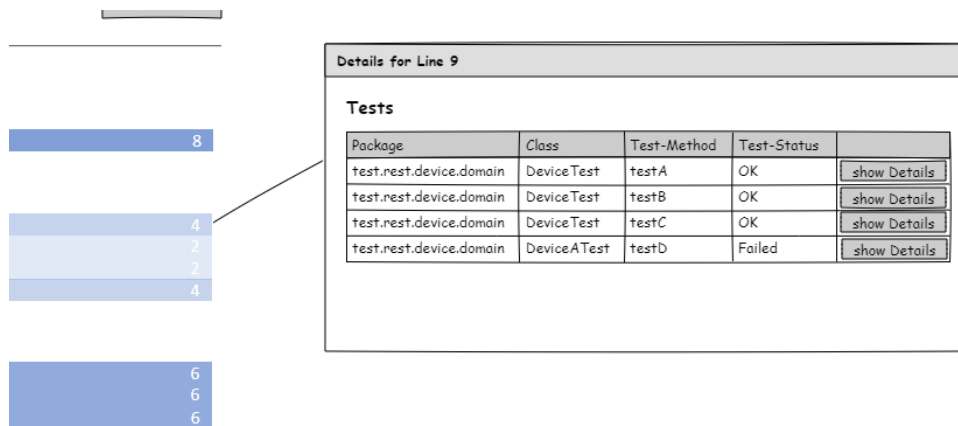 Details for Line 9
Tests
Package Class Test-Method Test-Status
test.rest.device.domain DeviceTest testA OK show Details
test.rest.device.domain DeviceTest testB OK show Details
test.rest.device.domain DeviceTest testC OK show Details
test.rest.device.domain DeviceATest testD Failed show Details
8
4
2
2
4
6
6
6